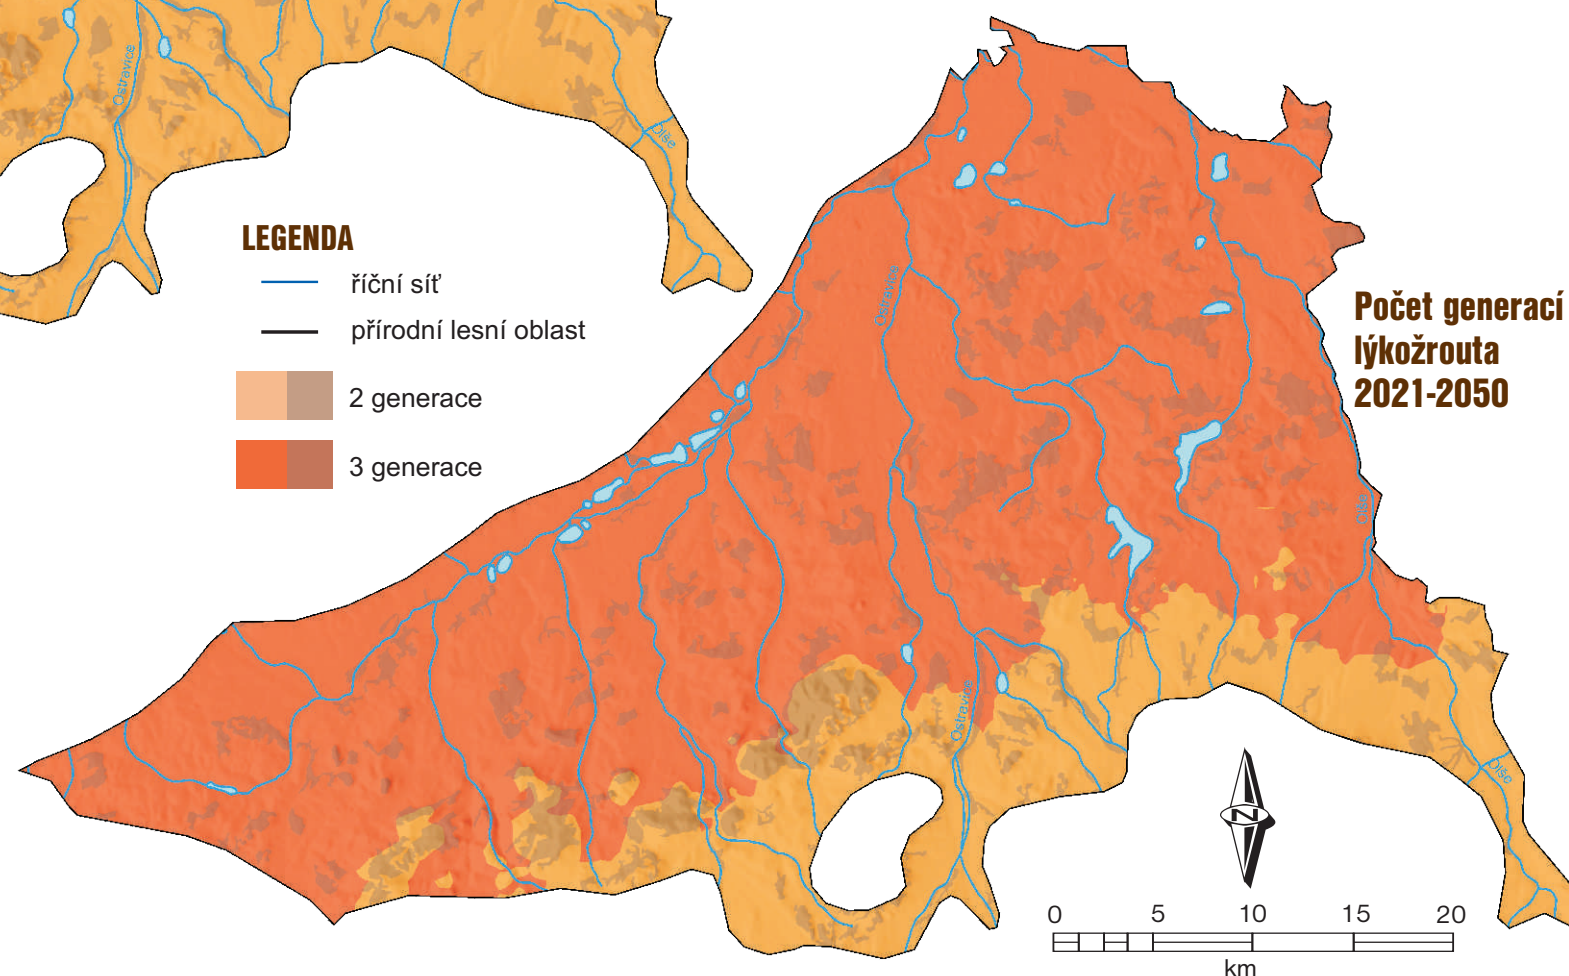 Ostravice
Olše
LEGENDA
říční síť
přírodní lesní oblast
2 generace
3 generace
Počet generací
lýkožrouta
2021-2050
Ostravice
Olše
Ostravice
Olše
Z
0 5 10 15 20
km